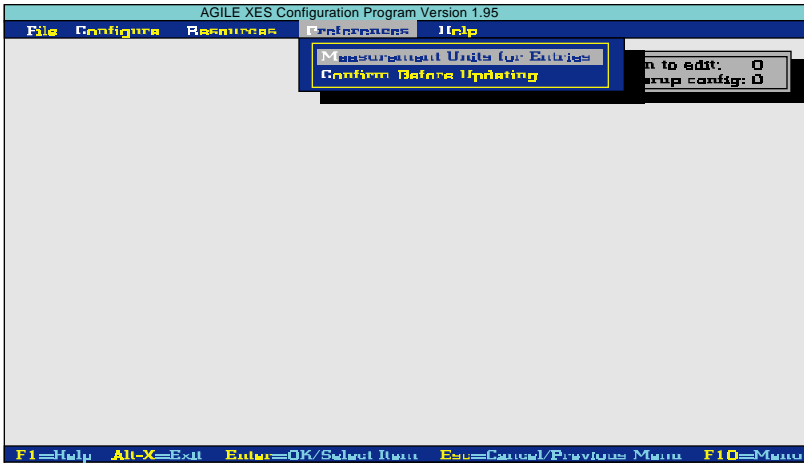 AGILE XES Configuration Program Version 1.95
File Configure Resources Preferences Help
Measurement Units for Entries
Confirm Before Updating
n to edit: 0
rup config: 0
F1=Help Alt-X=Exit Enter=OK/Select Item Esc=Cancel/Previous Menu F10=Menu